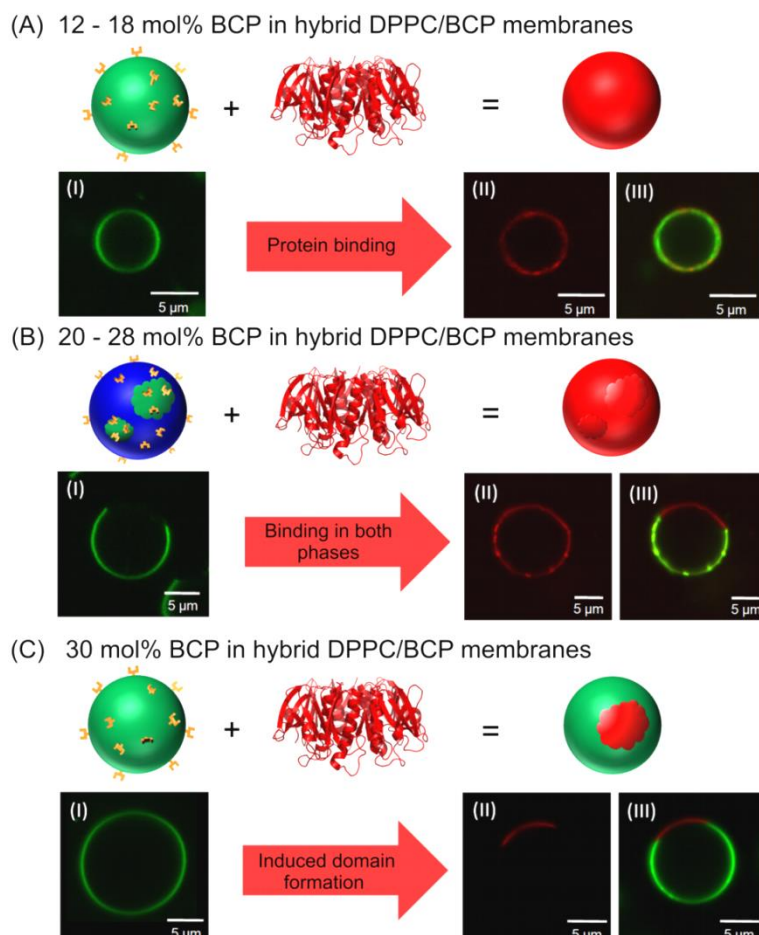 (A) 12 - 18 mol% BCP in hybrid DPPC/BCP membranes
+ =
(I) (II) (III)
Protein binding
5 µm 5 µm 5 µm
(B) 20 - 28 mol% BCP in hybrid DPPC/BCP membranes
+ =
(I) (II) (III)
Binding in both
phases
5 µm 5 µm 5 µm
(C) 30 mol% BCP in hybrid DPPC/BCP membranes
+ =
(I) (II) (III)
Induced domain
formation
5 µm 5 µm 5 µm